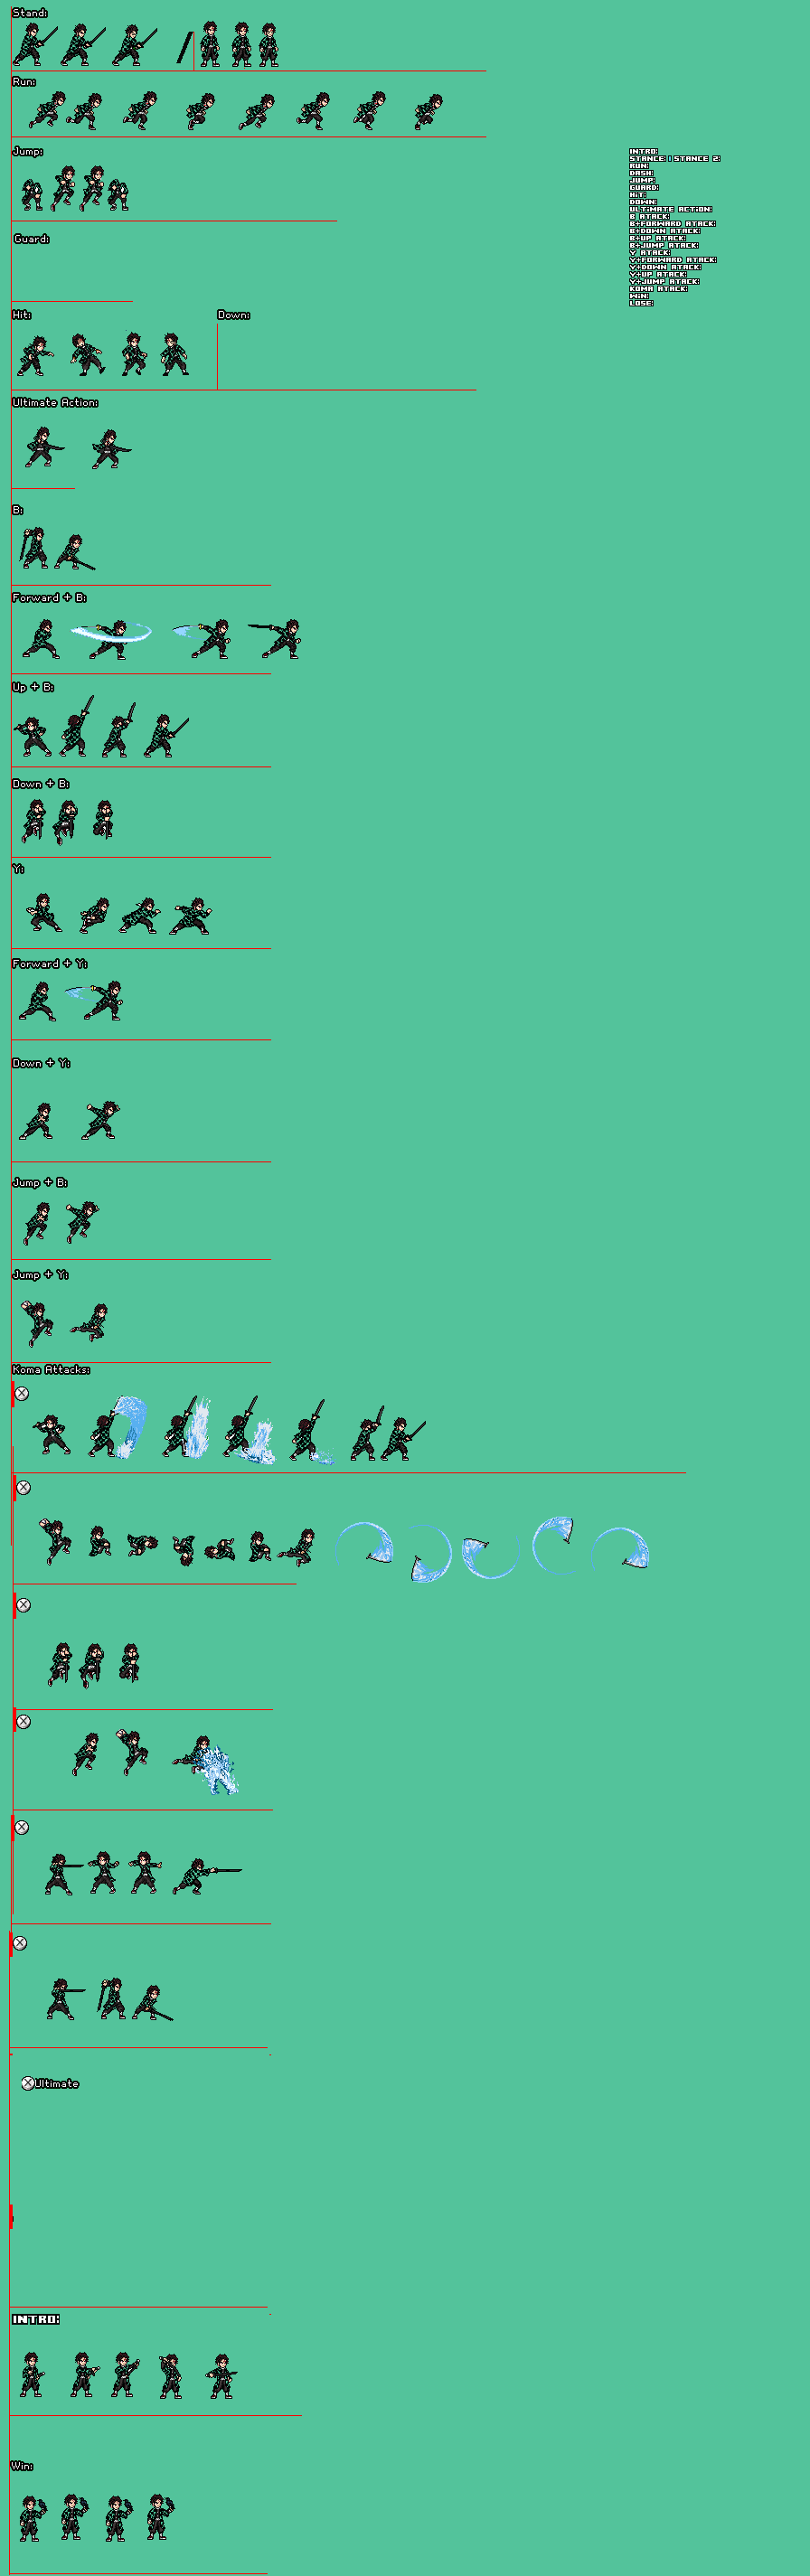 Stand:
Run:
Jump:
Guard:
Hit:
Down:
Ultimate Action:
B:
Forward + B:
Up + B:
Down + B:
Y:
Forward + Y:
Down + Y:
Jump + B:
Jump + Y:
Koma Attacks:
Ultimate
INTRO:
Win:
INTRO:
STANCE: | STANCE 2:
RUN:
DASH:
JUMP:
GUARD:
HIT:
DOWN:
ULTIMATE ACTION:
B ATACK:
B+FORWARD ATACK:
B+DOWN ATACK:
B+UP ATACK:
B+JUMP ATACK:
Y ATACK:
Y+FORWARD ATACK:
Y+DOWN ATACK:
Y+UP ATACK:
Y+JUMP ATACK:
KOMA ATACK:
WIN:
LOSE: